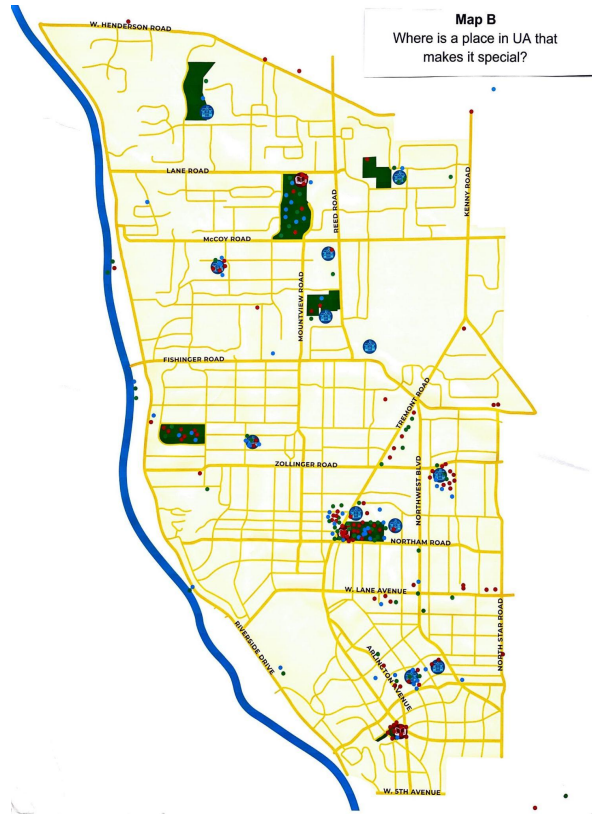 Map B
Where is a place in UA that
makes it special?
W. HENDERSON ROAD
LANE ROAD
KENNY ROAD
REED ROAD
McCOY ROAD
MOUNTVIEW ROAD
FISHINGER ROAD
TREMONT ROAD
ZOLLINGER ROAD
NORTHWEST BLVD
NORTHAM ROAD
W. LANE AVENUE
NORTH STAR ROAD
RIVERSIDE DRIVE
ARLINGTON AVENUE
W. 5TH AVENUE